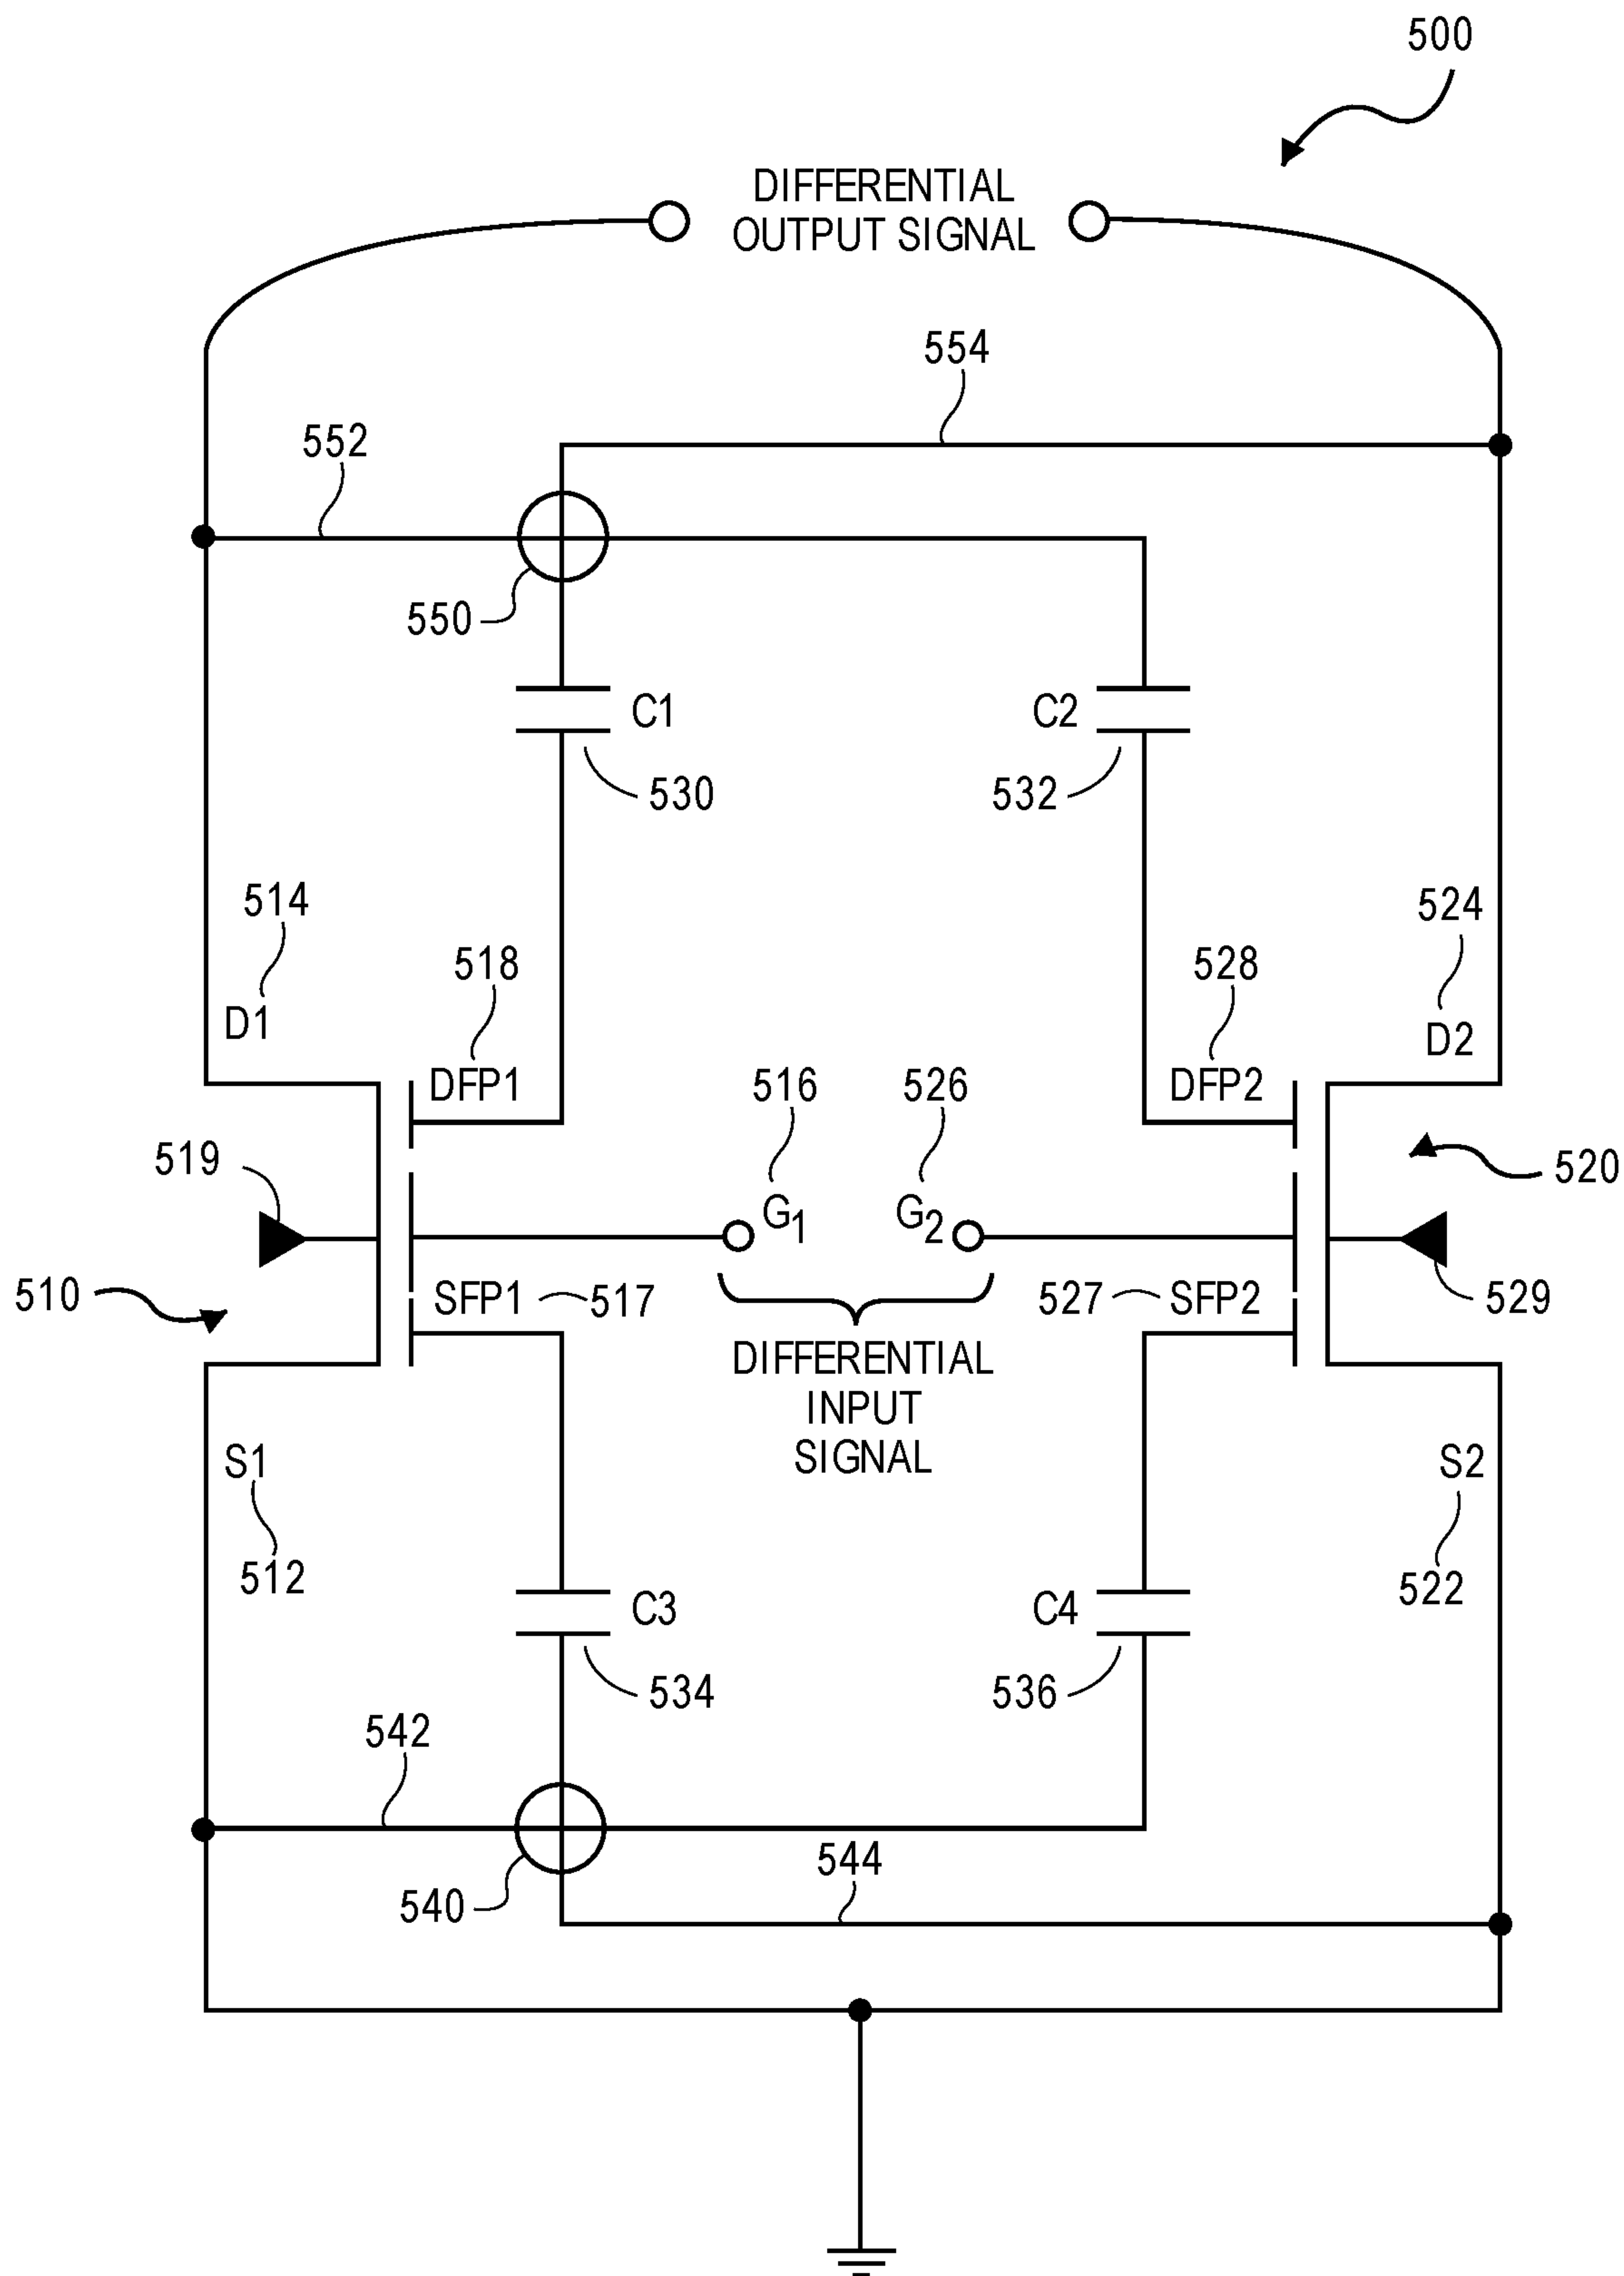 500
DIFFERENTIAL
OUTPUT SIGNAL
554
552
550
C1
C2
530
532
514
524
518
528
D1
D2
DFP1
DFP2
516
526
519
520
G1
G2
510
SFP1
517
527
SFP2
529
DIFFERENTIAL
INPUT
SIGNAL
S1
S2
512
522
C3
C4
534
536
542
544
540